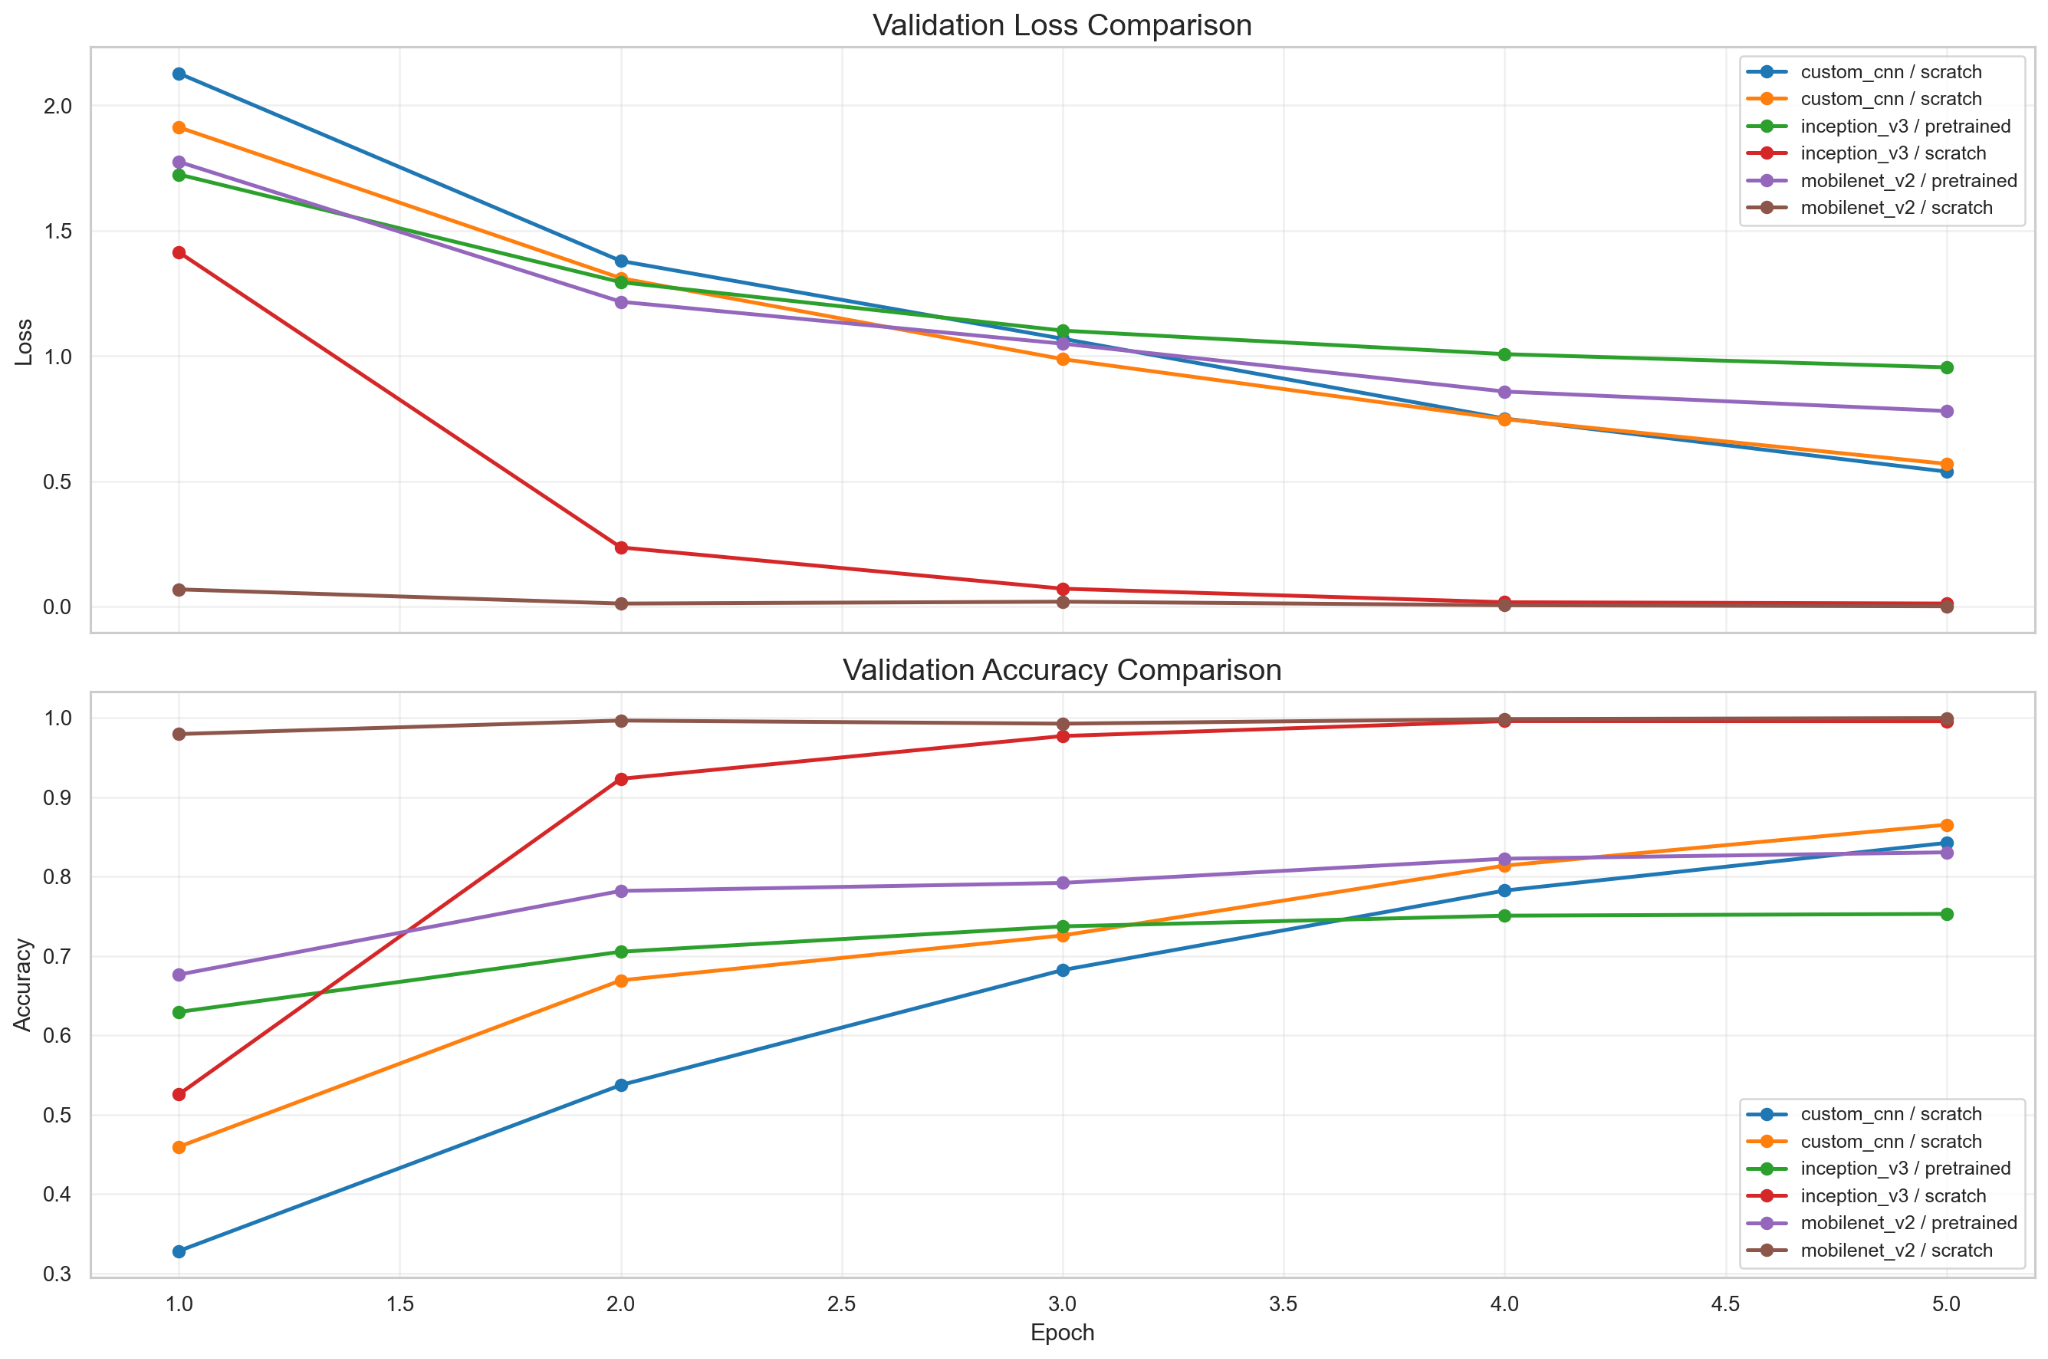 Validation Loss Comparison
custom_cnn / scratch
custom_cnn / scratch
inception_v3 / pretrained
inception_v3 / scratch
mobilenet_v2 / pretrained
mobilenet_v2 / scratch
Loss
2.0
1.5
1.0
0.5
0.0
Validation Accuracy Comparison
Accuracy
1.0
0.9
0.8
0.7
0.6
0.5
0.4
0.3
custom_cnn / scratch
custom_cnn / scratch
inception_v3 / pretrained
inception_v3 / scratch
mobilenet_v2 / pretrained
mobilenet_v2 / scratch
1.0 1.5 2.0 2.5 3.0 3.5 4.0 4.5 5.0
Epoch